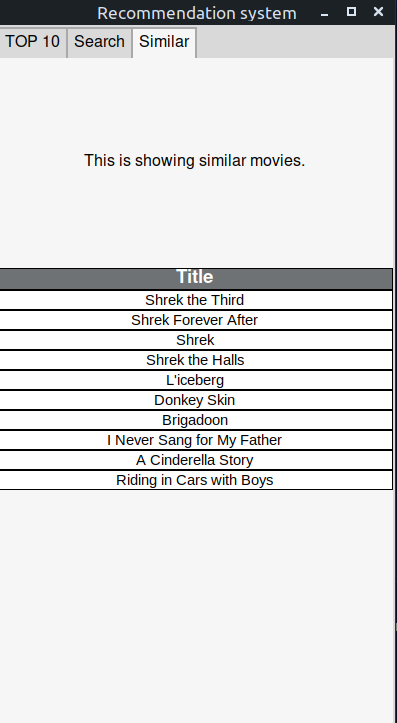 Recommendation system
TOP 10 Search Similar
This is showing similar movies.
Title
Shrek the Third
Shrek Forever After
Shrek
Shrek the Halls
L'iceberg
Donkey Skin
Brigadoon
I Never Sang for My Father
A Cinderella Story
Riding in Cars with Boys